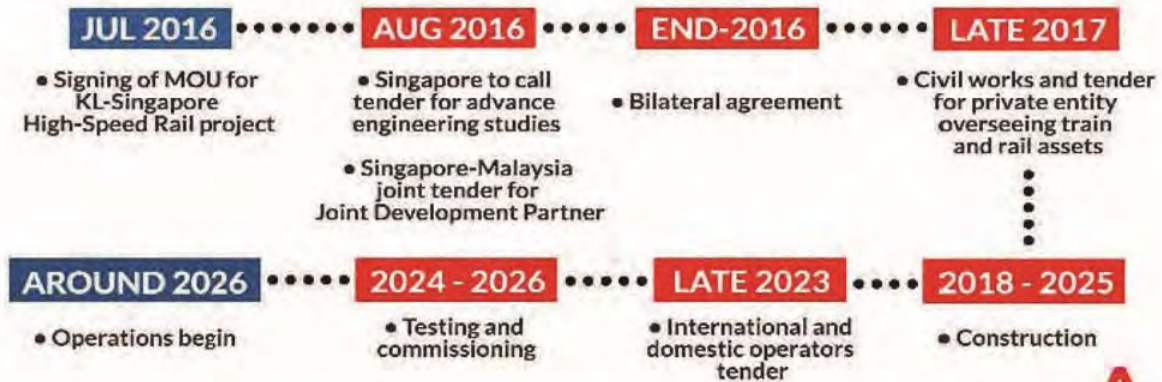 JUL 2016
• Signing of MOU for
KL-Singapore
High-Speed Rail project
AUG 2016
• Singapore to call
tender for advance
engineering studies
• Singapore-Malaysia
joint tender for
Joint Development Partner
END-2016
• Bilateral agreement
LATE 2017
• Civil works and tender
for private entity
overseeing train
and rail assets
2018 - 2025
• Construction
LATE 2023
• International and
domestic operators
tender
2024 - 2026
• Testing and
commissioning
AROUND 2026
• Operations begin